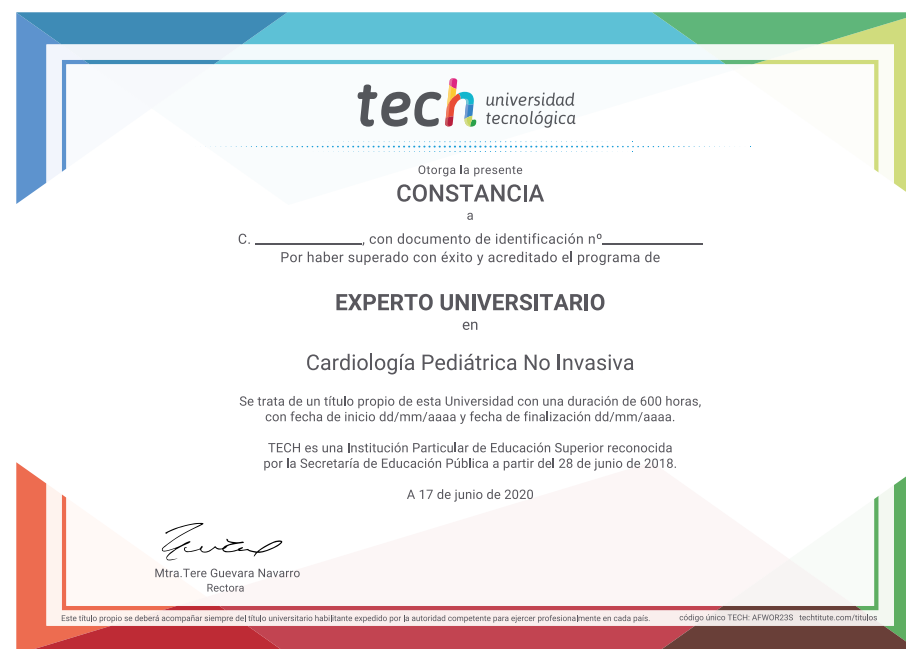 tech universidad tecnológica
Otorga la presente
CONSTANCIA
a
C. ______________, con documento de identificación nº_____________
Por haber superado con éxito y acreditado el programa de
EXPERTO UNIVERSITARIO
en
Cardiología Pediátrica No Invasiva
Se trata de un título propio de esta Universidad con una duración de 600 horas,
con fecha de inicio dd/mm/aaaa y fecha de finalización dd/mm/aaaa.
TECH es una Institución Particular de Educación Superior reconocida
por la Secretaría de Educación Pública a partir del 28 de junio de 2018.
A 17 de junio de 2020
Mtra.Tere Guevara Navarro
Rectora
Este título propio se deberá acompañar siempre del título universitario habilitante expedido por la autoridad competente para ejercer profesionalmente en cada país. código único TECH: AFWOR23S techtitute.com/titulos